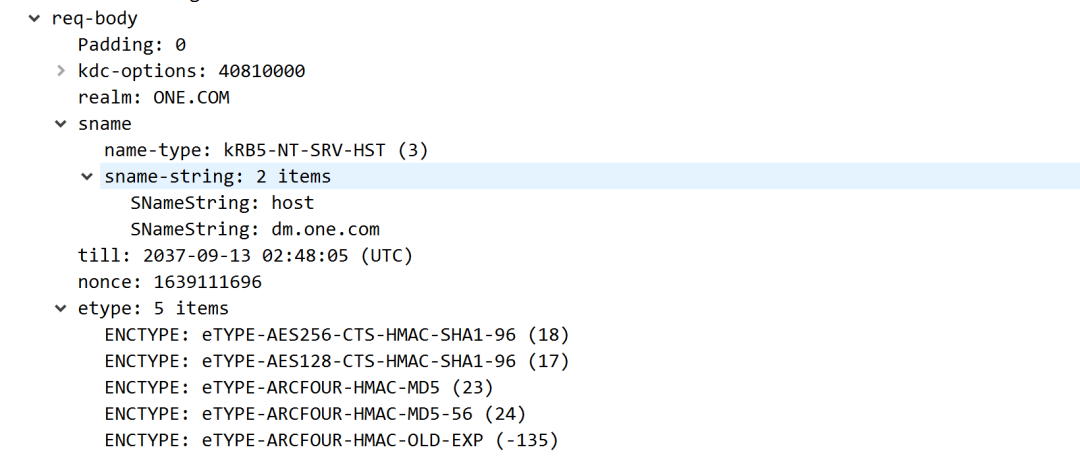 req-body
Padding: 0
kdc-options: 40810000
realm: ONE.COM
sname
name-type: kRB5-NT-SRV-HST (3)
sname-string: 2 items
SNameString: host
SNameString: dm.one.com
till: 2037-09-13 02:48:05 (UTC)
nonce: 1639111696
etype: 5 items
ENCTYPE: eTYPE-AES256-CTS-HMAC-SHA1-96 (18)
ENCTYPE: eTYPE-AES128-CTS-HMAC-SHA1-96 (17)
ENCTYPE: eTYPE-ARCFOUR-HMAC-MD5 (23)
ENCTYPE: eTYPE-ARCFOUR-HMAC-MD5-56 (24)
ENCTYPE: eTYPE-ARCFOUR-HMAC-OLD-EXP (-135)